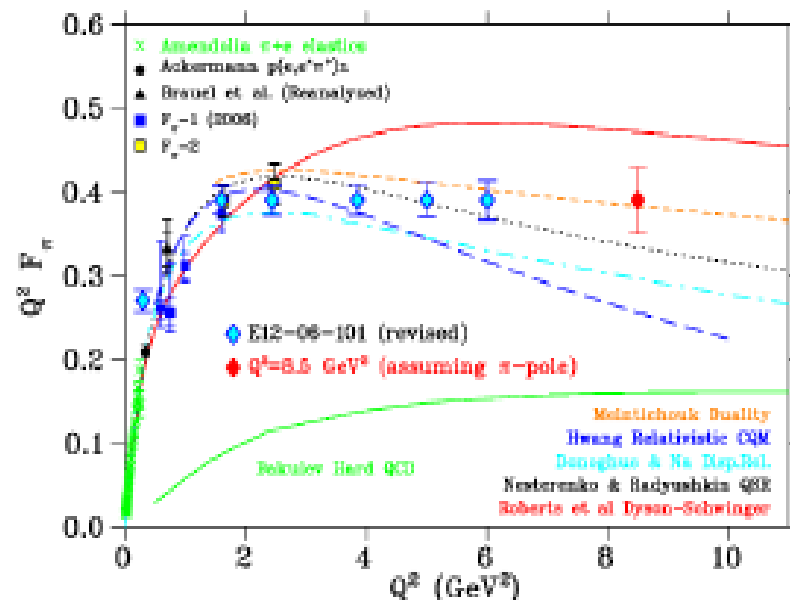 0.6
0.5
0.4
0.3
0.2
0.1
0.0
Q² F_π
× Amendolia π+e elastics
● Ackermann p(e,e'π⁺)n
▲ Brauel et al. (Reanalysed)
■ F_π-1 (2006)
F_π-2
E12-06-101 (revised)
Q²=8.5 GeV² (assuming π-pole)
Melnitchouk Duality
Hwang Relativistic CQM
Donoghue & Na Disp.Rel.
Nesterenko & Radyushkin QSR
Roberts et al Dyson-Schwinger
Bakulev Hard QCD
0 2 4 6 8 10
Q² (GeV²)